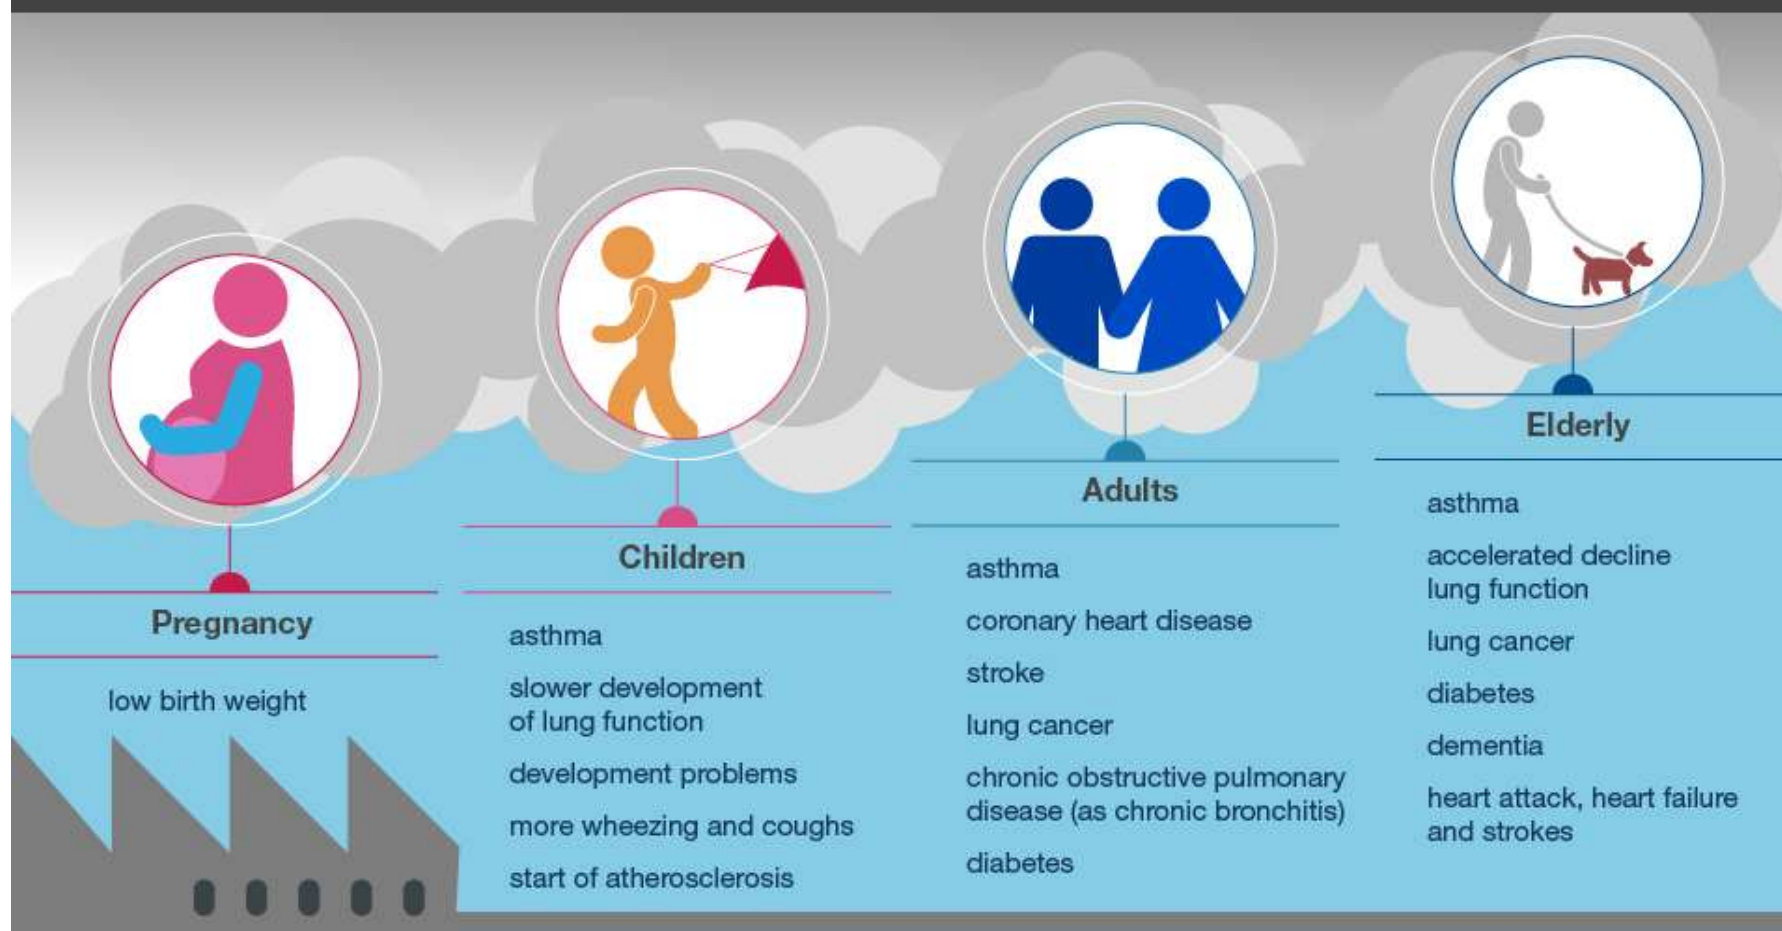 Pregnancy
low birth weight
Children
asthma
slower development
of lung function
development problems
more wheezing and coughs
start of atherosclerosis
Adults
asthma
coronary heart disease
stroke
lung cancer
chronic obstructive pulmonary
disease (as chronic bronchitis)
diabetes
Elderly
asthma
accelerated decline
lung function
lung cancer
diabetes
dementia
heart attack, heart failure
and strokes